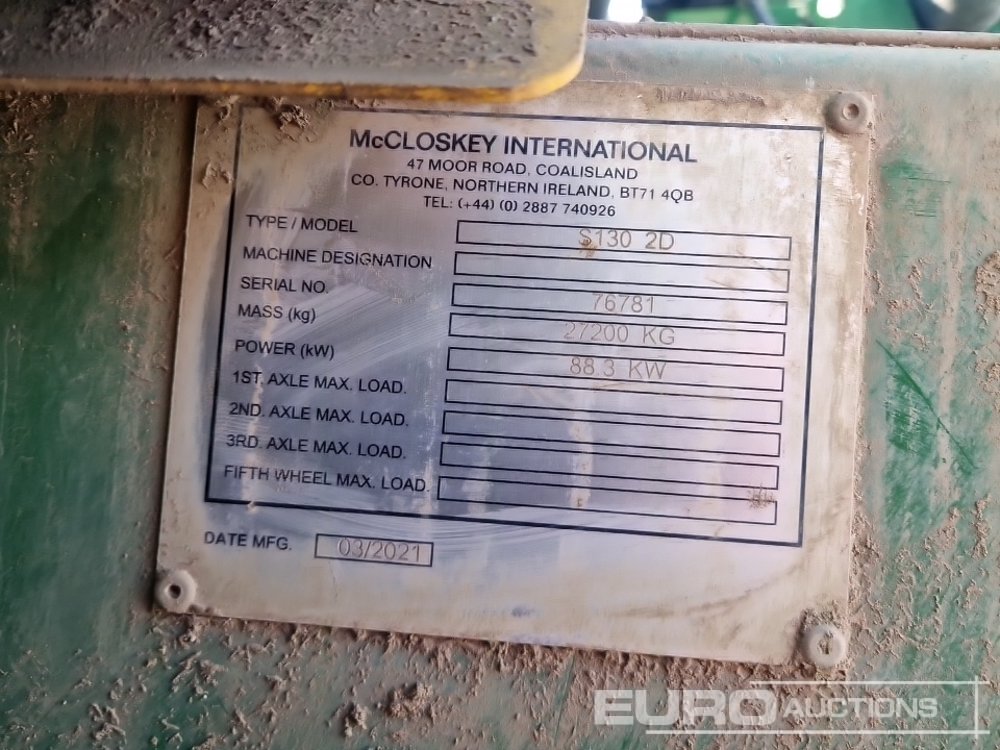 McCLOSKEY INTERNATIONAL
47 MOOR ROAD, COALISLAND
CO. TYRONE, NORTHERN IRELAND, BT71 4QB
TEL: (+44) (0) 2887 740926
TYPE / MODEL S130 2D
MACHINE DESIGNATION
SERIAL NO. 76781
MASS (kg) 27200 KG
POWER (kW) 88.3 KW
1ST. AXLE MAX. LOAD.
2ND. AXLE MAX. LOAD.
3RD. AXLE MAX. LOAD.
FIFTH WHEEL MAX. LOAD.
DATE MFG. 03/2021
EURO AUCTIONS